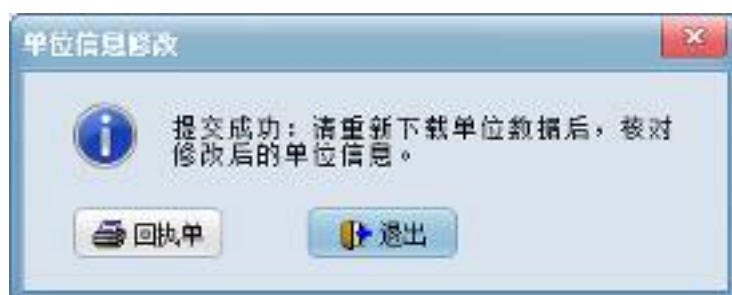 单位信息修改
提交成功：请重新下载单位数据后，核对
修改后的单位信息。
回执单
退出